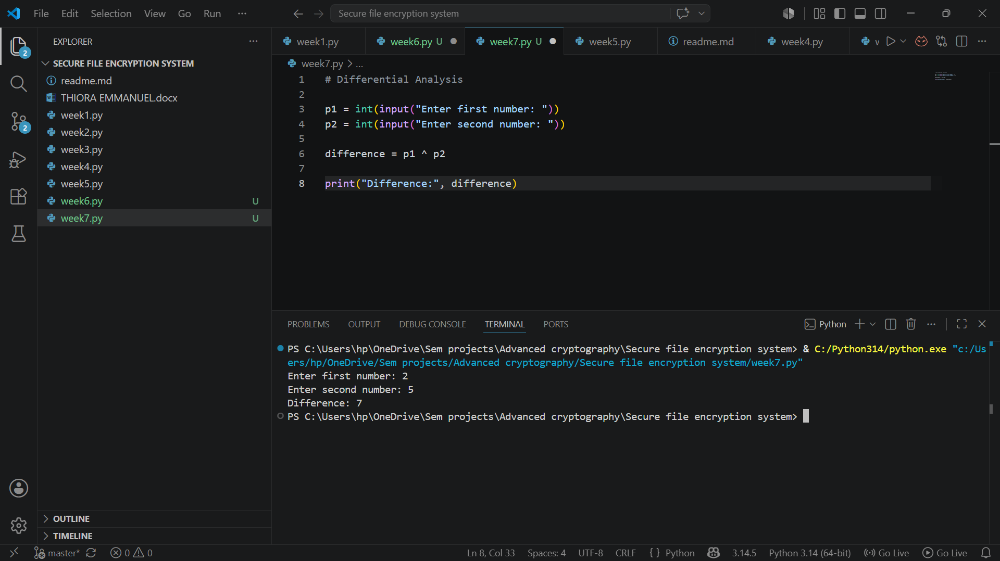 File Edit Selection View Go Run ···
Secure file encryption system
EXPLORER ···
2
SECURE FILE ENCRYPTION SYSTEM
readme.md
THIORA EMMANUEL.docx
week1.py
week2.py
week3.py
week4.py
week5.py
week6.py U
week7.py U
2
OUTLINE
TIMELINE
week1.py week6.py U week7.py U week5.py readme.md week4.py
week7.py > ...
1 # Differential Analysis
2
3 p1 = int(input("Enter first number: "))
4 p2 = int(input("Enter second number: "))
5
6 difference = p1 ^ p2
7
8 print("Difference:", difference)
PROBLEMS OUTPUT DEBUG CONSOLE TERMINAL PORTS Python
PS C:\Users\hp\OneDrive\Sem projects\Advanced cryptography\Secure file encryption system> & C:/Python314/python.exe "c:/Us
ers/hp/OneDrive/Sem projects/Advanced cryptography/Secure file encryption system/week7.py"
Enter first number: 2
Enter second number: 5
Difference: 7
PS C:\Users\hp\OneDrive\Sem projects\Advanced cryptography\Secure file encryption system>
master* 0 0 Ln 8, Col 33 Spaces: 4 UTF-8 CRLF { } Python 3.14.5 Python 3.14 (64-bit) Go Live Go Live